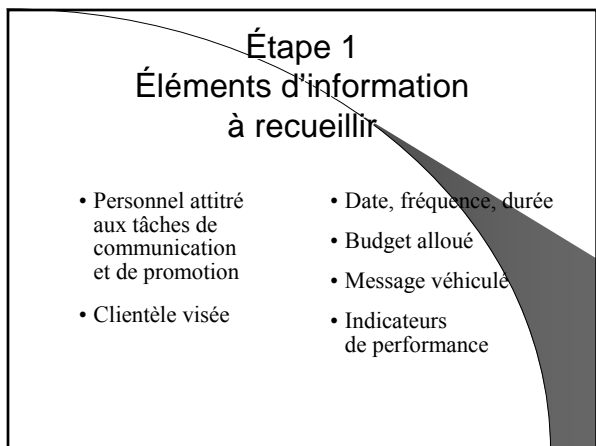 Étape 1
Éléments d'information
à recueillir
• Personnel attitré
aux tâches de
communication
et de promotion
• Clientèle visée
• Date, fréquence, durée
• Budget alloué
• Message véhiculé
• Indicateurs
de performance